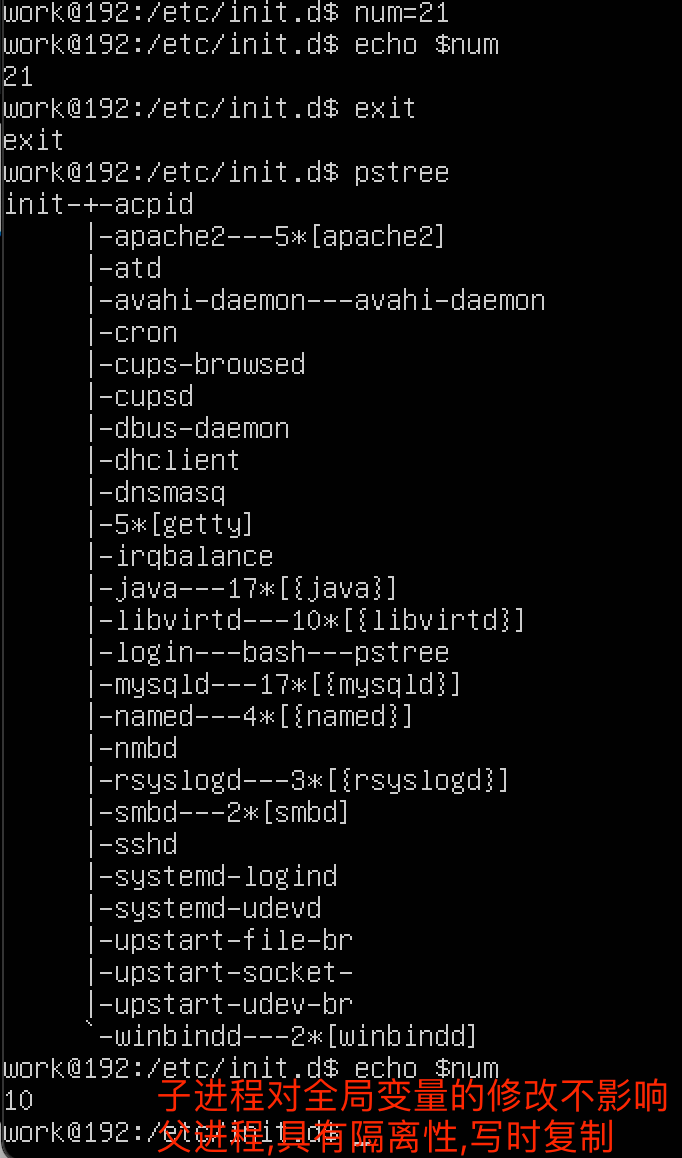 work@192:/etc/init.d$ num=21
work@192:/etc/init.d$ echo $num
21
work@192:/etc/init.d$ exit
exit
work@192:/etc/init.d$ pstree
init-+-acpid
     |-apache2---5*[apache2]
     |-atd
     |-avahi-daemon---avahi-daemon
     |-cron
     |-cups-browsed
     |-cupsd
     |-dbus-daemon
     |-dhclient
     |-dnsmasq
     |-5*[getty]
     |-irqbalance
     |-java---17*[{java}]
     |-libvirtd---10*[{libvirtd}]
     |-login---bash---pstree
     |-mysqld---17*[{mysqld}]
     |-named---4*[{named}]
     |-nmbd
     |-rsyslogd---3*[{rsyslogd}]
     |-smbd---2*[smbd]
     |-sshd
     |-systemd-logind
     |-systemd-udevd
     |-upstart-file-br
     |-upstart-socket-
     |-upstart-udev-br
     `-winbindd---2*[winbindd]
work@192:/etc/init.d$ echo $num
10
子进程对全局变量的修改不影响
work@192:/etc/init.d$ _
父进程,具有隔离性,写时复制